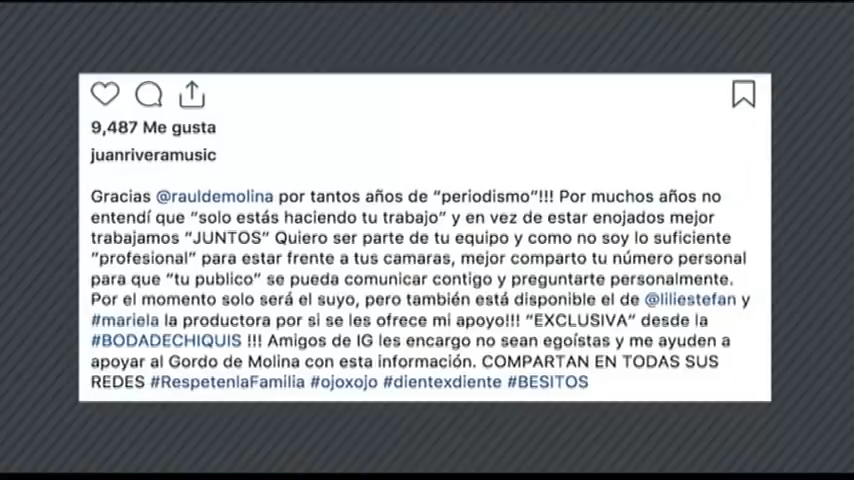 9,487 Me gusta
juanriveramusic
Gracias @rauldemolina por tantos años de “periodismo”!!! Por muchos años no
entendí que “solo estás haciendo tu trabajo” y en vez de estar enojados mejor
trabajamos “JUNTOS” Quiero ser parte de tu equipo y como no soy lo suficiente
“profesional” para estar frente a tus camaras, mejor comparto tu número personal
para que “tu publico” se pueda comunicar contigo y preguntarte personalmente.
Por el momento solo será el suyo, pero también está disponible el de @liliestefan y
#mariela la productora por si se les ofrece mi apoyo!!! “EXCLUSIVA” desde la
#BODADECHIQUIS !!! Amigos de IG les encargo no sean egoístas y me ayuden a
apoyar al Gordo de Molina con esta información. COMPARTAN EN TODAS SUS
REDES #RespetenlaFamilia #ojoxojo #dientexdiente #BESITOS